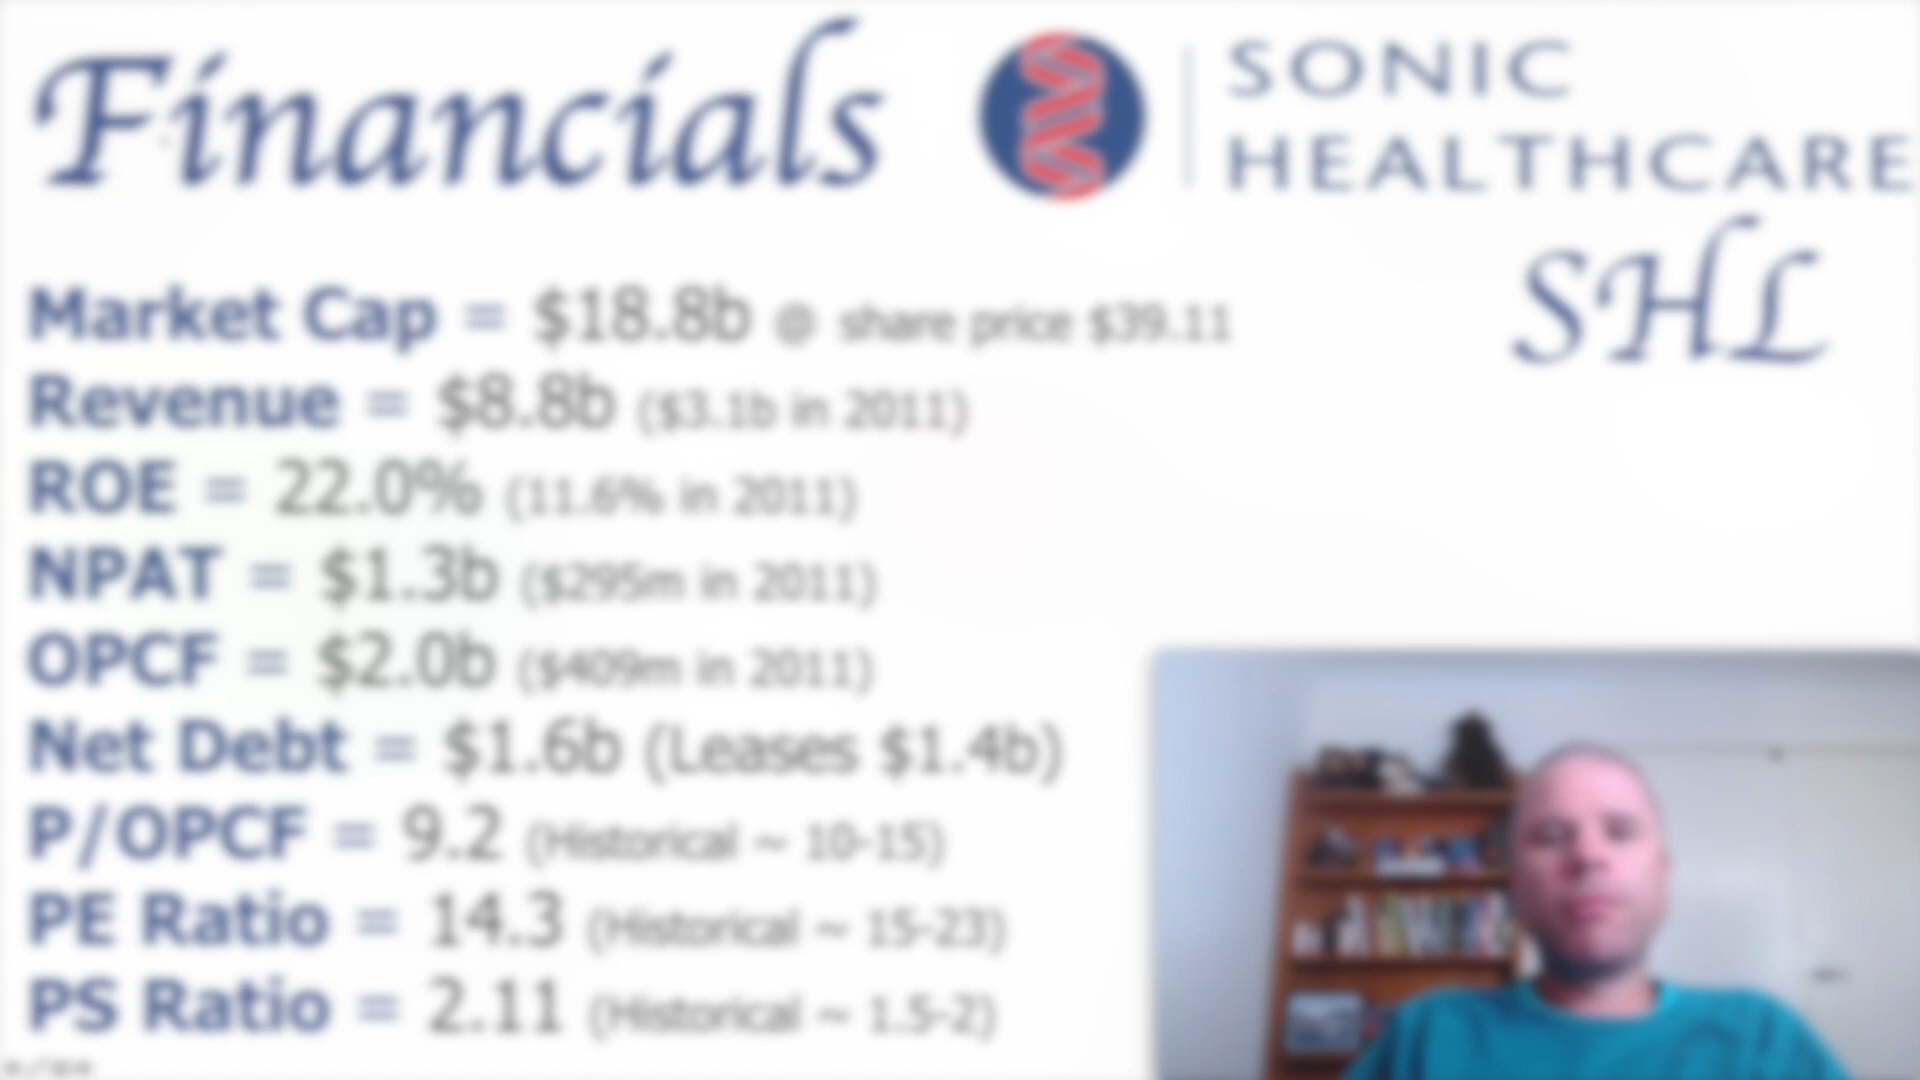 Financials
SONIC
HEALTHCARE
SHL
Market Cap = $18.8b @ share price $39.11
Revenue = $8.8b ($3.1b in 2011)
ROE = 22.0% (11.6% in 2011)
NPAT = $1.3b ($295m in 2011)
OPCF = $2.0b ($409m in 2011)
Net Debt = $1.6b (Leases $1.4b)
P/OPCF = 9.2 (Historical ~ 10-15)
PE Ratio = 14.3 (Historical ~ 15-23)
PS Ratio = 2.11 (Historical ~ 1.5-2)